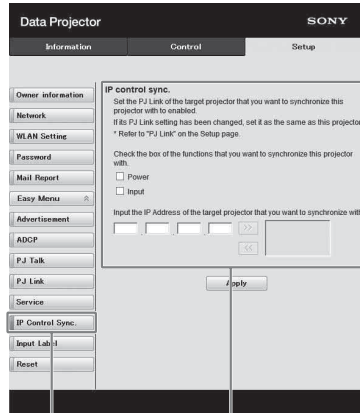 Data Projector
SONY
Information
Control
Setup
Owner information
Network
WLAN Setting
Password
Mail Report
Easy Menu
Advertisement
ADCP
PJ Talk
PJ Link
Service
IP Control Sync.
Input Label
Reset
IP control sync.
Set the PJ Link of the target projector that you want to synchronize this
projector with to enabled.
If its PJ Link setting has been changed, set it as the same as this projector
* Refer to "PJ Link" on the Setup page.
Check the box of the functions that you want to synchronize this projector
with.
Power
Input
Input the IP Address of the target projector that you want to synchronize with
>>
<<
Apply